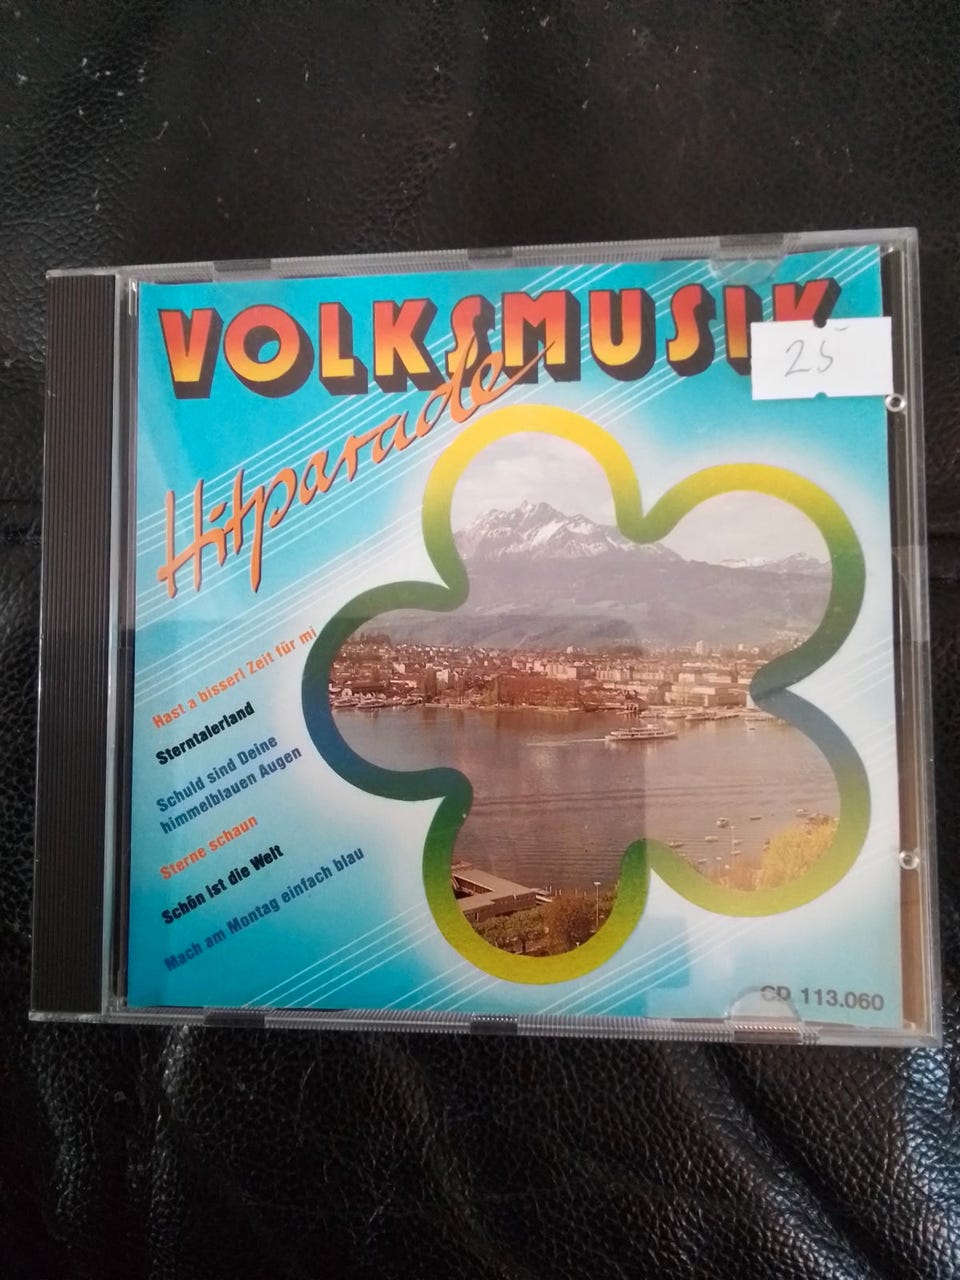 VOLKSMUSIK
25
Hitparade
Hast a bisserl Zeit für mi
Sterntalerland
Schuld sind Deine
himmelblauen Augen
Sterne schaun
Schön ist die Welt
Mach am Montag einfach blau
CD 113.060